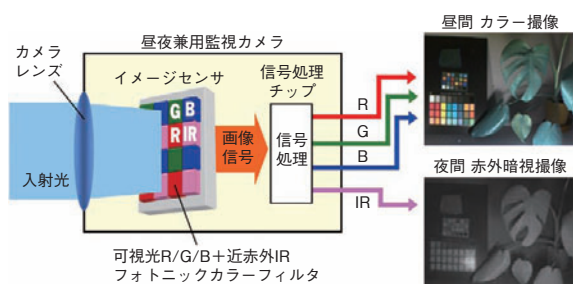 昼夜兼用監視カメラ
昼間 カラー撮像
カメラ
レンズ
イメージセンサ
信号処理
チップ
G B
R IR
画像
信号
信号
処理
R
G
B
IR
入射光
夜間 赤外暗視撮像
可視光R/G/B＋近赤外IR
フォトニックカラーフィルタ